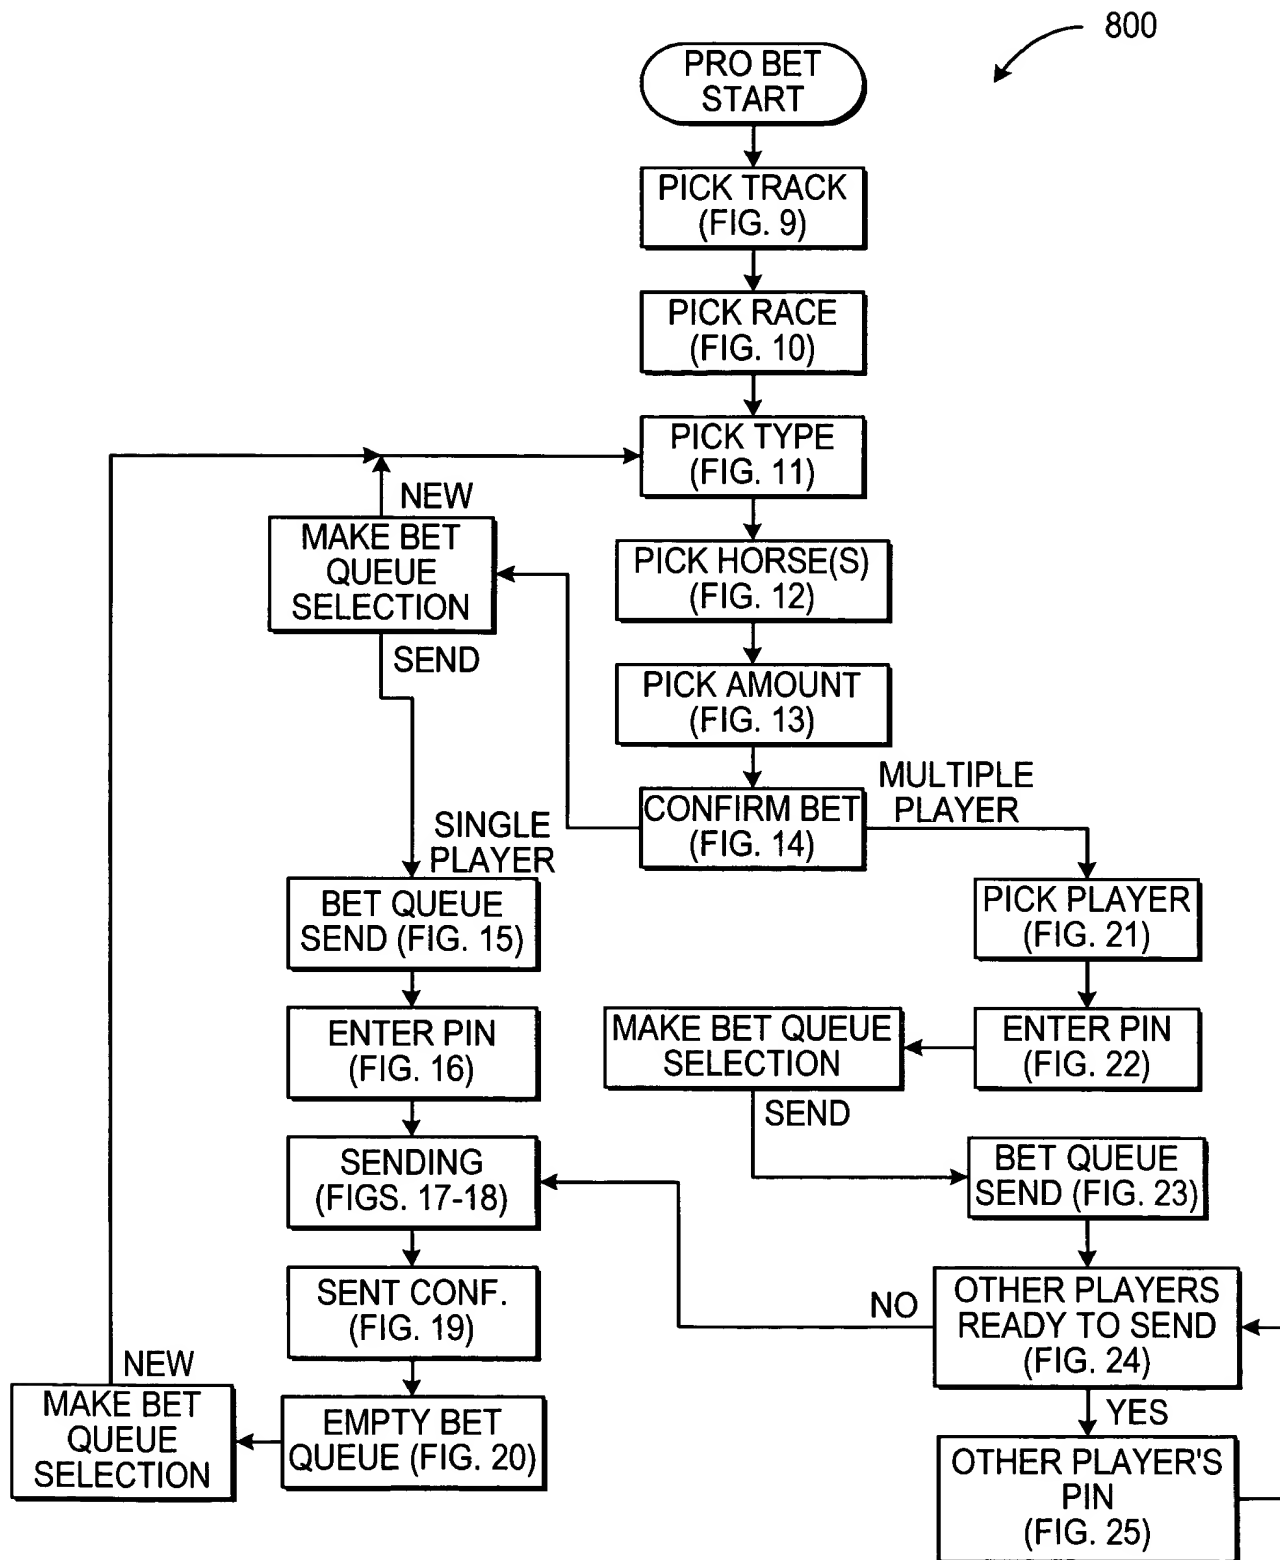 800
PRO BET
START
PICK TRACK
(FIG. 9)
PICK RACE
(FIG. 10)
PICK TYPE
(FIG. 11)
NEW
MAKE BET
QUEUE
SELECTION
SEND
PICK HORSE(S)
(FIG. 12)
PICK AMOUNT
(FIG. 13)
CONFIRM BET
(FIG. 14)
MULTIPLE
PLAYER
SINGLE
PLAYER
BET QUEUE
SEND (FIG. 15)
PICK PLAYER
(FIG. 21)
ENTER PIN
(FIG. 16)
MAKE BET QUEUE
SELECTION
ENTER PIN
(FIG. 22)
SEND
SENDING
(FIGS. 17-18)
BET QUEUE
SEND (FIG. 23)
SENT CONF.
(FIG. 19)
NO
OTHER PLAYERS
READY TO SEND
(FIG. 24)
NEW
MAKE BET
QUEUE
SELECTION
EMPTY BET
QUEUE (FIG. 20)
YES
OTHER PLAYER'S
PIN
(FIG. 25)